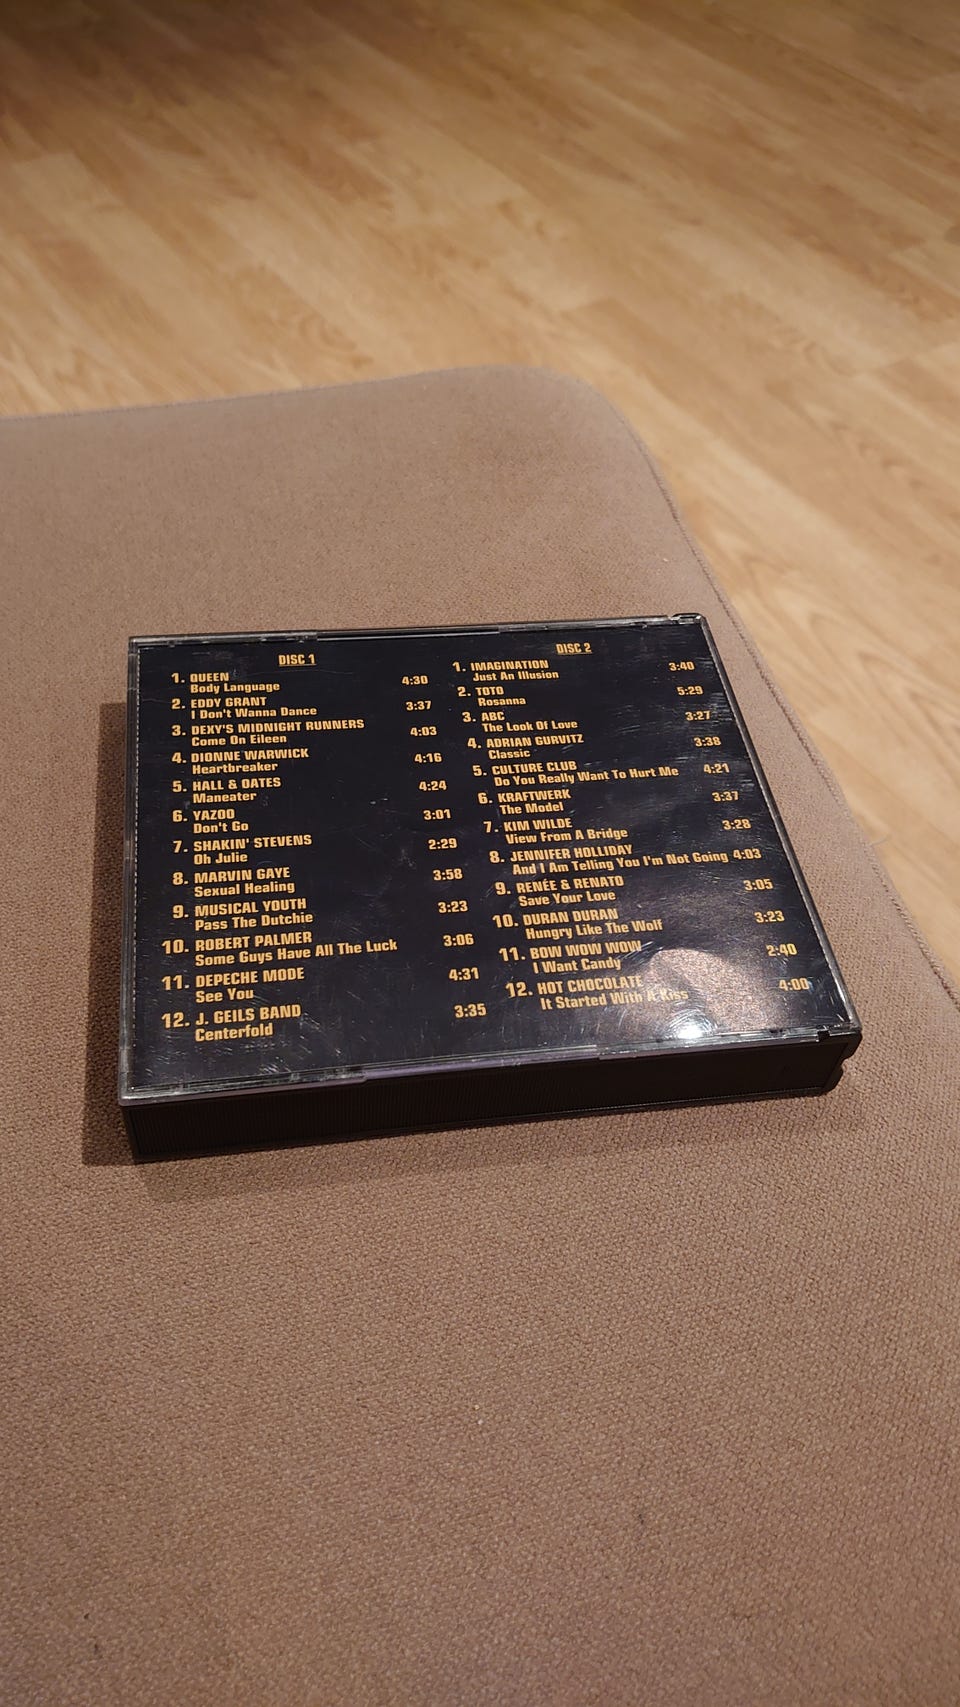 DISC 1
1. QUEEN
Body Language 4:30
2. EDDY GRANT
I Don't Wanna Dance 3:37
3. DEXY'S MIDNIGHT RUNNERS
Come On Eileen 4:03
4. DIONNE WARWICK
Heartbreaker 4:16
5. HALL & OATES
Maneater 4:24
6. YAZOO
Don't Go 3:01
7. SHAKIN' STEVENS
Oh Julie 2:29
8. MARVIN GAYE
Sexual Healing 3:58
9. MUSICAL YOUTH
Pass The Dutchie 3:23
10. ROBERT PALMER
Some Guys Have All The Luck 3:06
11. DEPECHE MODE
See You 4:31
12. J. GEILS BAND
Centerfold 3:35
DISC 2
1. IMAGINATION
Just An Illusion 3:40
2. TOTO
Rosanna 5:29
3. ABC
The Look Of Love 3:27
4. ADRIAN GURVITZ
Classic 3:38
5. CULTURE CLUB
Do You Really Want To Hurt Me 4:21
6. KRAFTWERK
The Model 3:37
7. KIM WILDE
View From A Bridge 3:28
8. JENNIFER HOLLIDAY
And I Am Telling You I'm Not Going 4:03
9. RENÉE & RENATO
Save Your Love 3:05
10. DURAN DURAN
Hungry Like The Wolf 3:23
11. BOW WOW WOW
I Want Candy 2:40
12. HOT CHOCOLATE
It Started With A Kiss 4:00